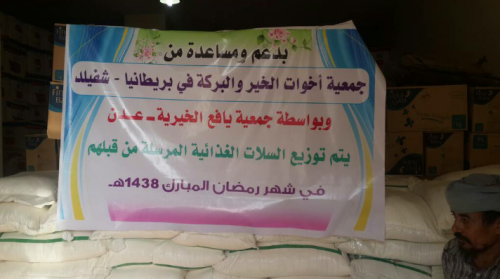 بدعم ومساعدة من
جمعية أخوات الخير والبركة في بريطانيا - شفيلد
وبواسطة جمعية يافع الخيرية - عدن
يتم توزيع السلات الغذائية المرسلة من قبلهم
في شهر رمضان المبارك 1438هـ